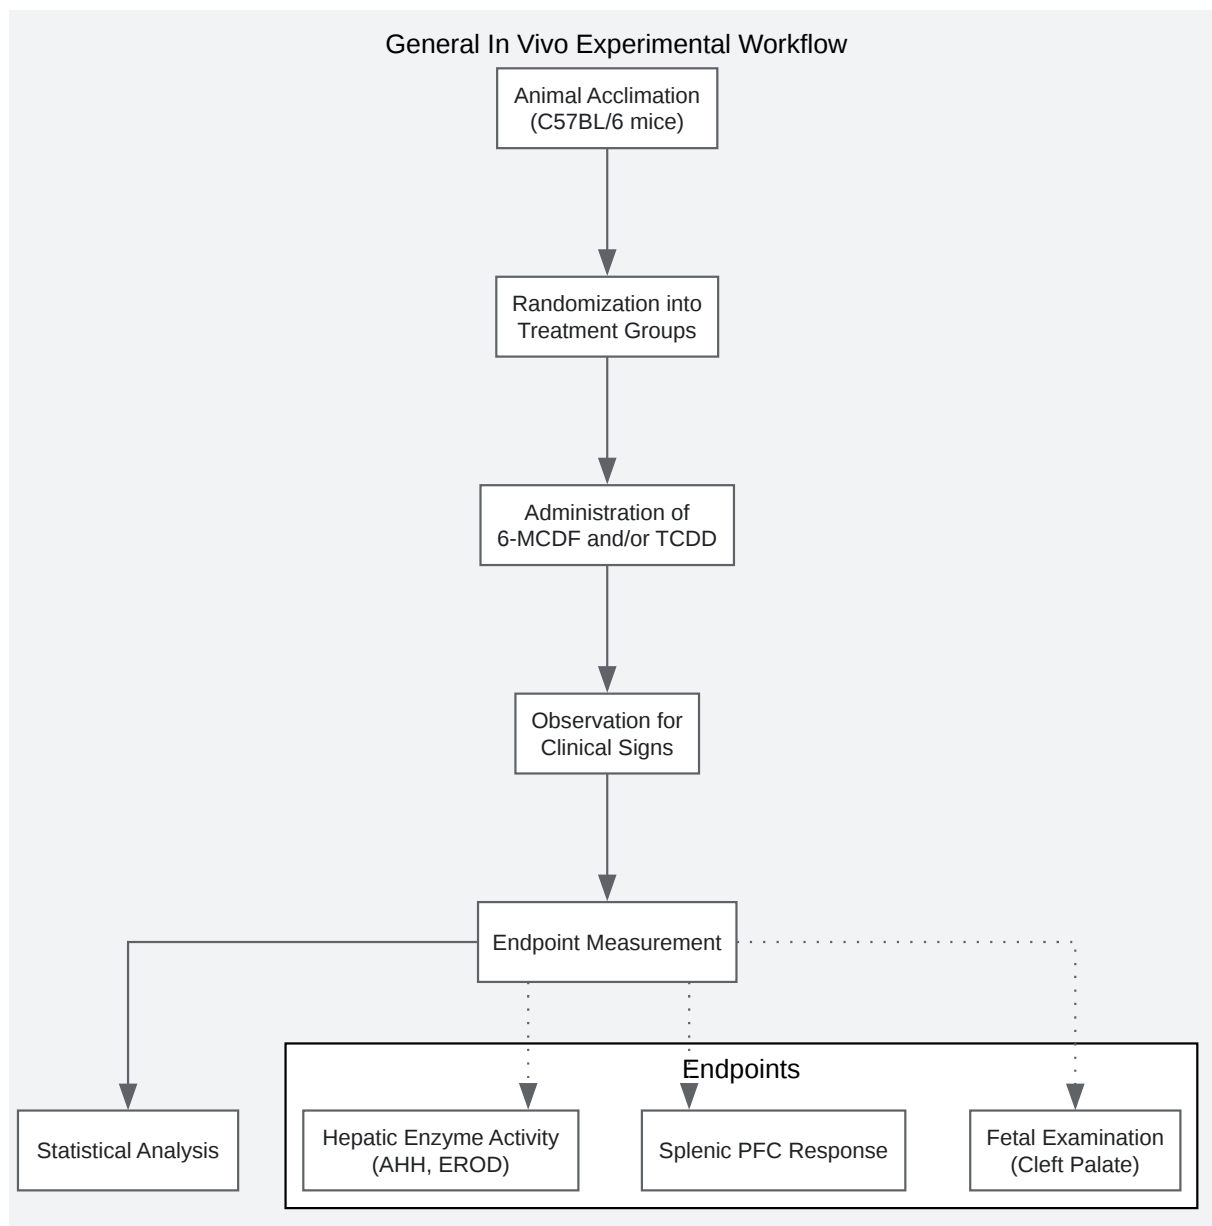 General In Vivo Experimental Workflow
Animal Acclimation
(C57BL/6 mice)
Randomization into
Treatment Groups
Administration of
6-MCDF and/or TCDD
Observation for
Clinical Signs
Endpoint Measurement
Endpoints
Statistical Analysis
Hepatic Enzyme Activity
(AHH, EROD)
Splenic PFC Response
Fetal Examination
(Cleft Palate)